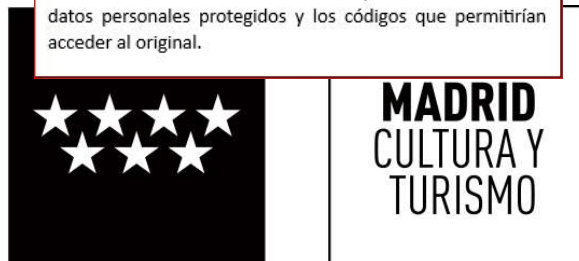 datos personales protegidos y los códigos que permitirían
acceder al original.
MADRID
CULTURA Y
TURISMO